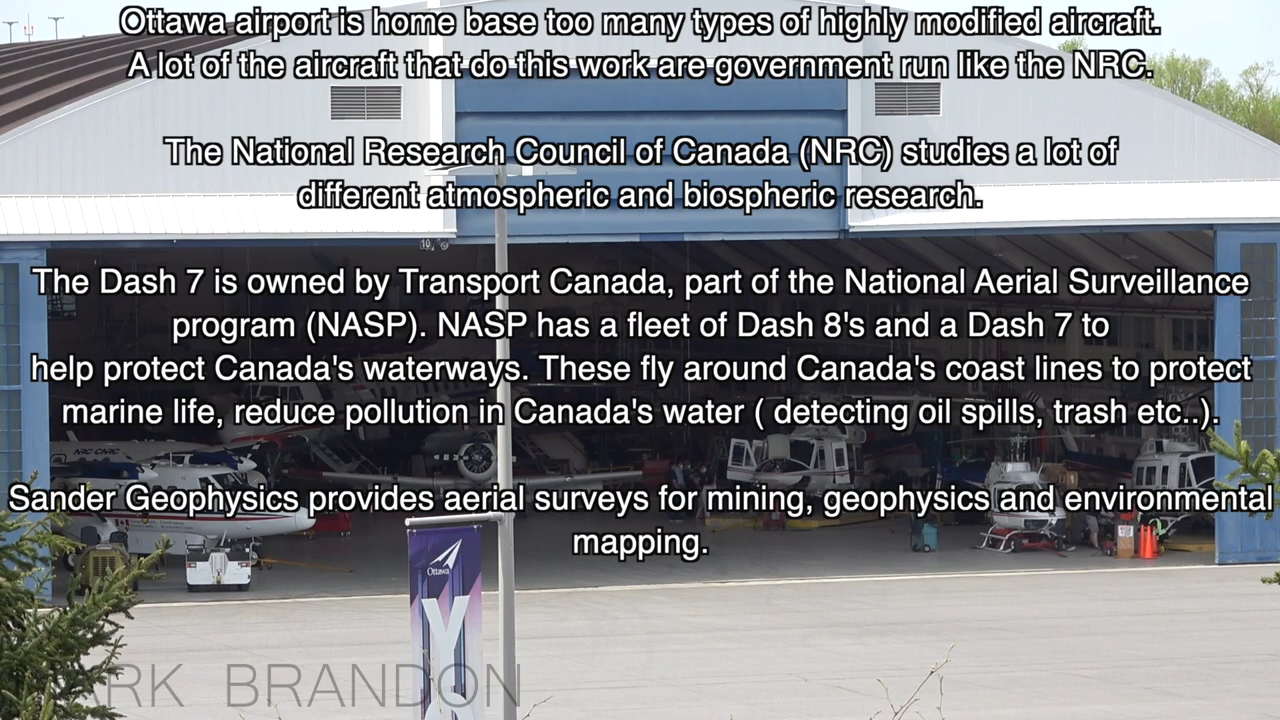 Ottawa airport is home base too many types of highly modified aircraft.
A lot of the aircraft that do this work are government run like the NRC.
The National Research Council of Canada (NRC) studies a lot of
different atmospheric and biospheric research.
10
The Dash 7 is owned by Transport Canada, part of the National Aerial Surveillance
program (NASP). NASP has a fleet of Dash 8's and a Dash 7 to
help protect Canada's waterways. These fly around Canada's coast lines to protect
marine life, reduce pollution in Canada's water ( detecting oil spills, trash etc..).
NRC·CNRC
Sander Geophysics provides aerial surveys for mining, geophysics and environmental
mapping.
Ottawa
Y
ARK BRANDON